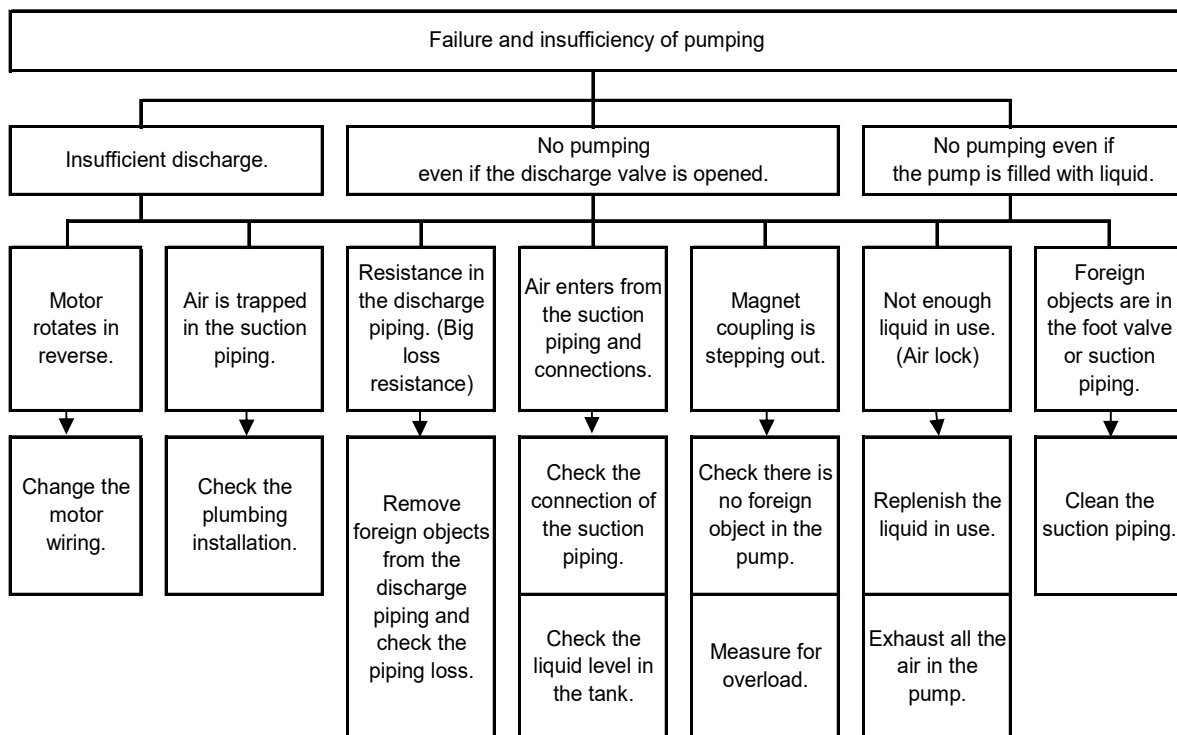 Failure and insufficiency of pumping
Insufficient discharge.
No pumping
even if the discharge valve is opened.
No pumping even if
the pump is filled with liquid.
Motor
rotates in
reverse.
Air is trapped
in the suction
piping.
Resistance in
the discharge
piping. (Big
loss
resistance)
Air enters from
the suction
piping and
connections.
Magnet
coupling is
stepping out.
Not enough
liquid in use.
(Air lock)
Foreign
objects are in
the foot valve
or suction
piping.
Change the
motor
wiring.
Check the
plumbing
installation.
Remove
foreign objects
from the
discharge
piping and
check the
piping loss.
Check the
connection of
the suction
piping.
Check there is
no foreign
object in the
pump.
Replenish the
liquid in use.
Clean the
suction piping.
Check the
liquid level in
the tank.
Measure for
overload.
Exhaust all the
air in the
pump.